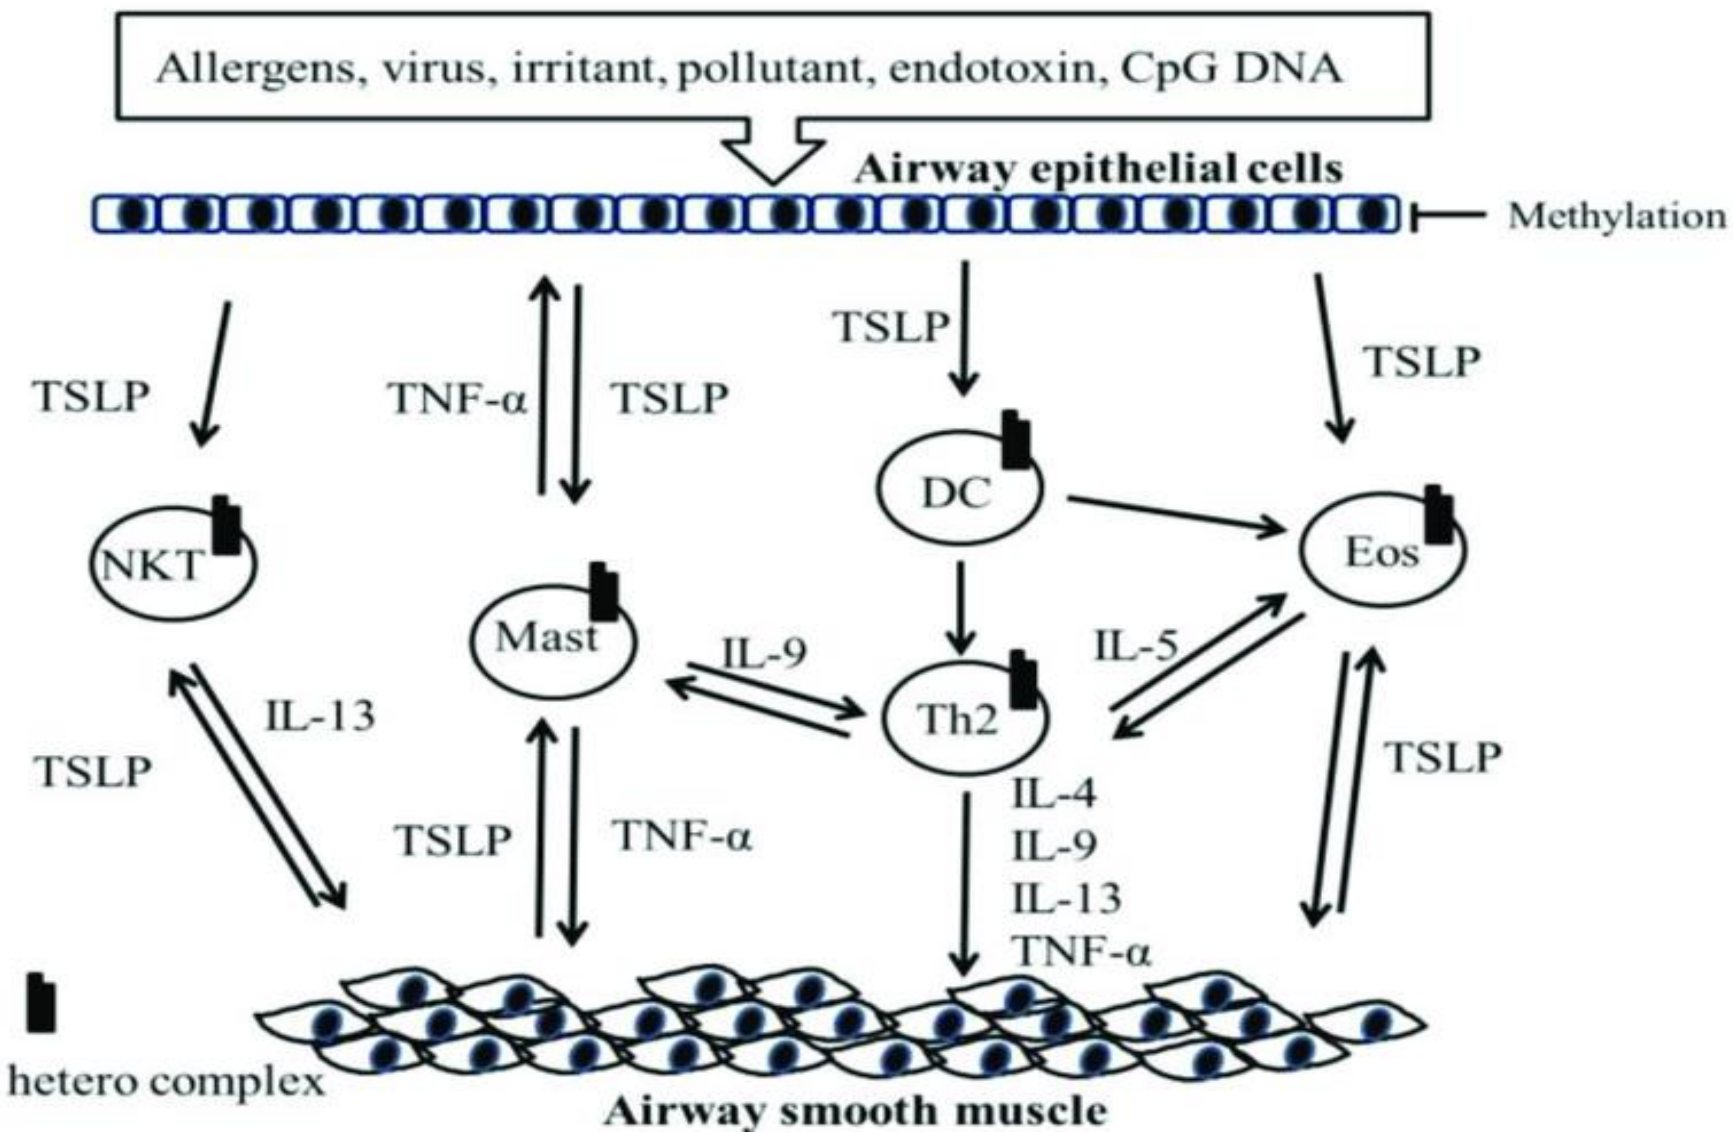 Allergens, virus, irritant, pollutant, endotoxin, CpG DNA
Airway epithelial cells
Methylation
TSLP
TSLP
TSLP
TNF-α
TSLP
DC
NKT
Eos
Mast
IL-9
IL-5
Th2
IL-13
TSLP
TSLP
IL-4
TSLP
TNF-α
IL-9
IL-13
TNF-α
hetero complex
Airway smooth muscle